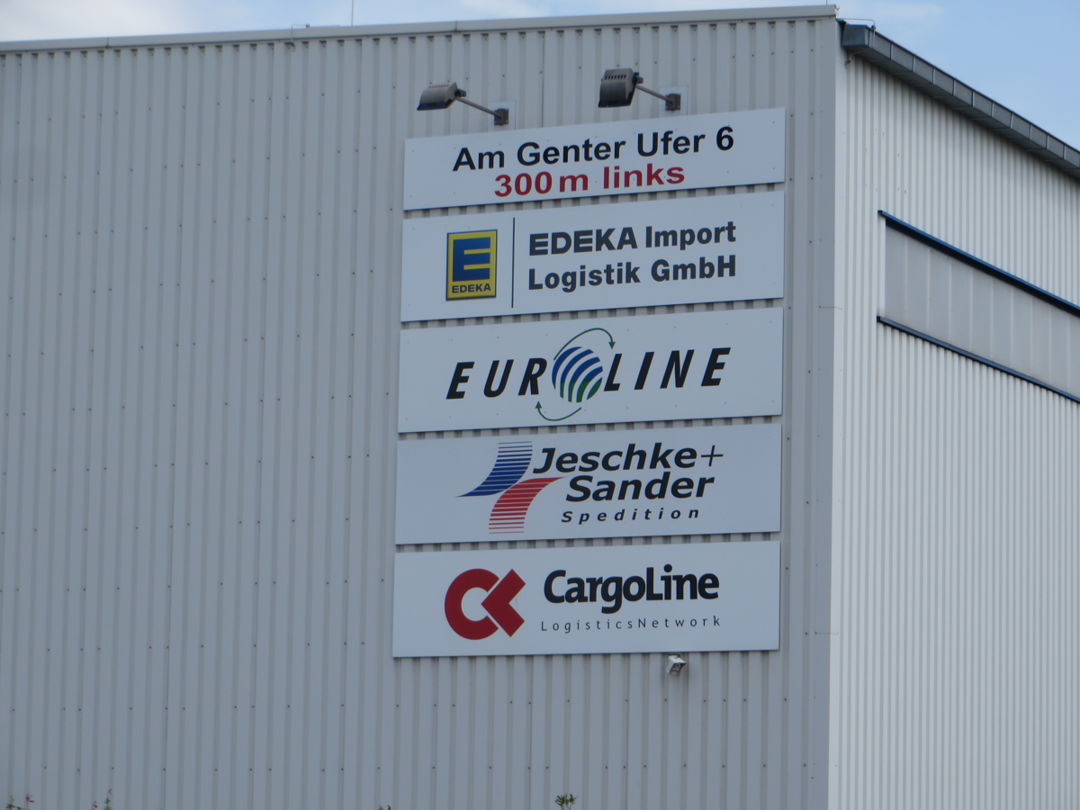 Am Genter Ufer 6
300 m links
EDEKA
EDEKA Import
Logistik GmbH
EUROLINE
Jeschke+
Sander
Spedition
CargoLine
LogisticsNetwork